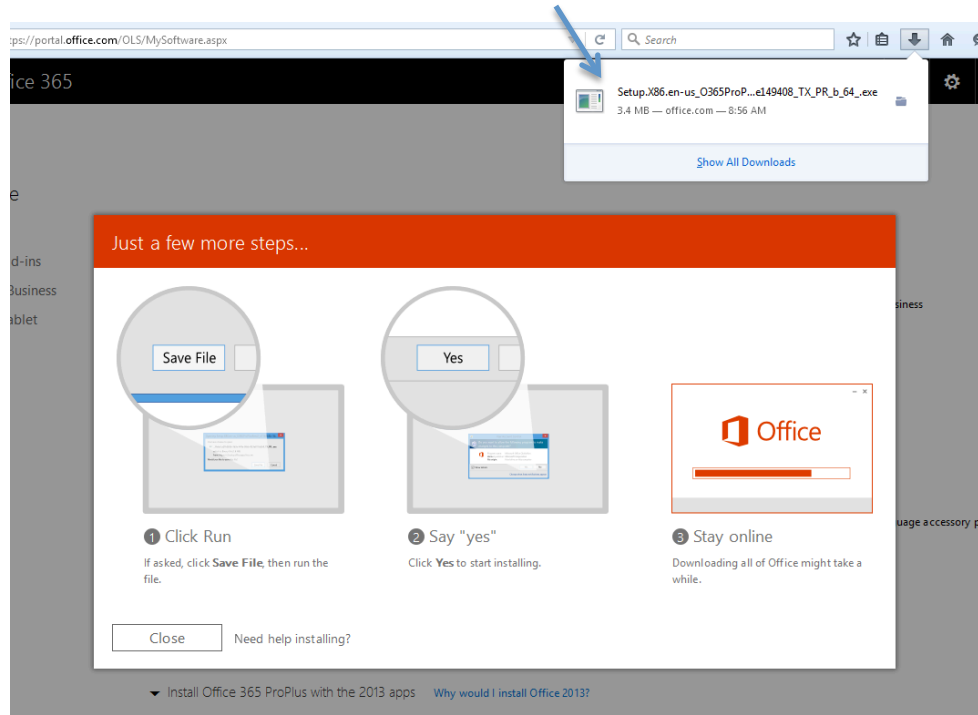 tps://portal.office.com/OLS/MySoftware.aspx
Search
ice 365
Setup.X86.en-us_O365ProP...e149408_TX_PR_b_64_.exe
3.4 MB — office.com — 8:56 AM
Show All Downloads
e
d-ins
Business
ablet
siness
Just a few more steps...
Save File
Yes
Office
1 Click Run
If asked, click Save File, then run the
file.
2 Say "yes"
Click Yes to start installing.
3 Stay online
Downloading all of Office might take a
while.
uage accessory p
Close
Need help installing?
Install Office 365 ProPlus with the 2013 apps
Why would I install Office 2013?